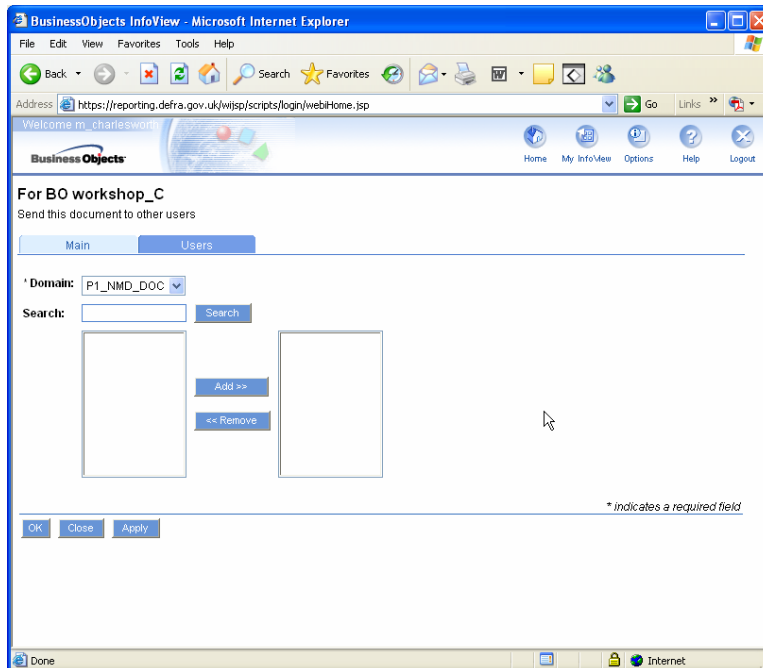 BusinessObjects InfoView - Microsoft Internet Explorer
File Edit View Favorites Tools Help
Back Search Favorites
Address https://reporting.defra.gov.uk/wijsp/scripts/login/webiHome.jsp Go Links »
Welcome m_charlesworth
Business Objects
Home My InfoView Options Help Logout
For BO workshop_C
Send this document to other users
Main Users
* Domain: P1_NMD_DOC
Search: Search
Add >>
<< Remove
* indicates a required field
OK Close Apply
Done Internet